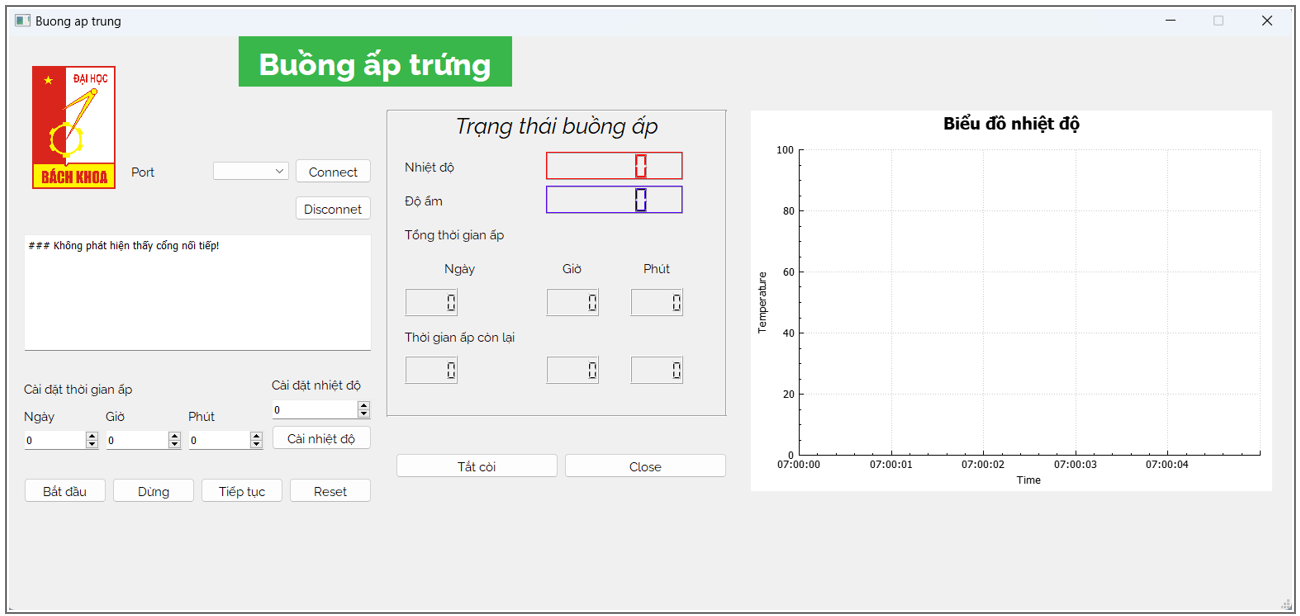 Buong ap trung
Buồng ấp trứng
ĐẠI HỌC
BÁCH KHOA
Port
Connect
Disconnet
### Không phát hiện thấy cổng nối tiếp!
Cài đặt thời gian ấp
Ngày
Giờ
Phút
0
0
0
Cài đặt nhiệt độ
0
Cài nhiệt độ
Bắt đầu
Dừng
Tiếp tục
Reset
Trạng thái buồng ấp
Nhiệt độ
0
Độ ẩm
0
Tổng thời gian ấp
Ngày
Giờ
Phút
0
0
0
Thời gian ấp còn lại
0
0
0
Tắt còi
Close
Biểu đồ nhiệt độ
Temperature
100
80
60
40
20
0
07:00:00
07:00:01
07:00:02
07:00:03
07:00:04
Time